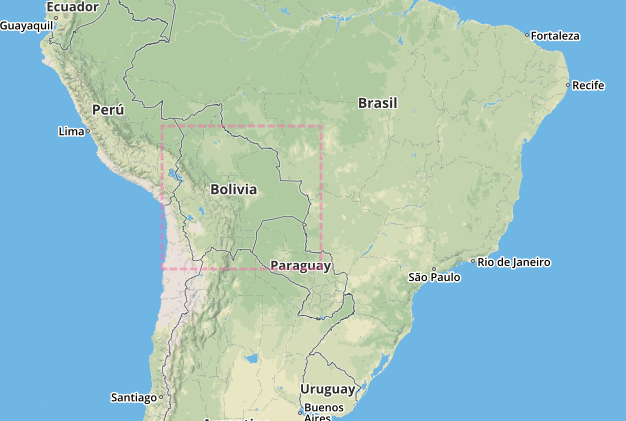 Ecuador
Guayaquil
Fortaleza
Recife
Brasil
Perú
Lima
Bolivia
Paraguay
Rio de Janeiro
São Paulo
Uruguay
Santiago
Buenos
Aires